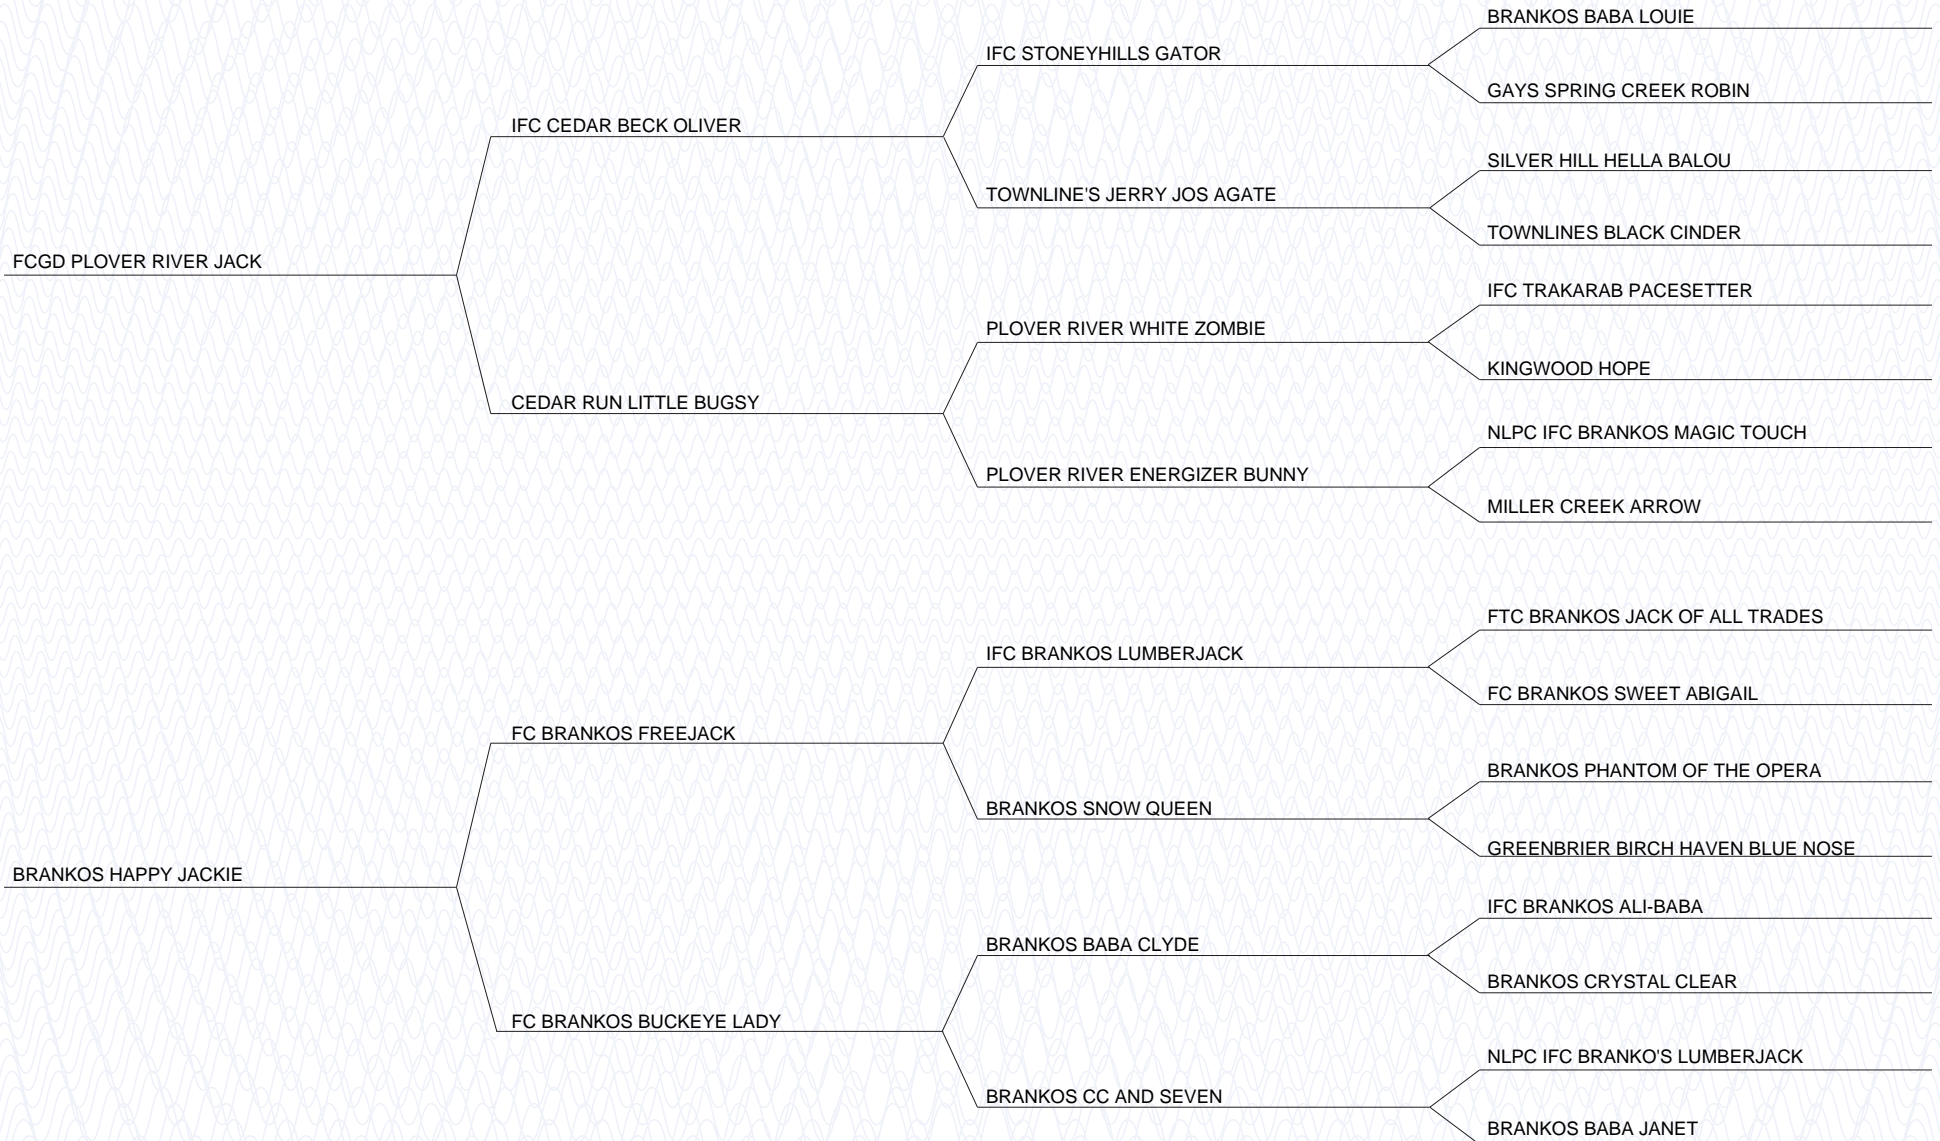 BRANKOS BABA LOUIE
IFC STONEYHILLS GATOR
GAYS SPRING CREEK ROBIN
IFC CEDAR BECK OLIVER
SILVER HILL HELLA BALOU
TOWNLINE'S JERRY JOS AGATE
TOWNLINES BLACK CINDER
FCGD PLOVER RIVER JACK
IFC TRAKARAB PACESETTER
PLOVER RIVER WHITE ZOMBIE
KINGWOOD HOPE
CEDAR RUN LITTLE BUGSY
NLPC IFC BRANKOS MAGIC TOUCH
PLOVER RIVER ENERGIZER BUNNY
MILLER CREEK ARROW
FTC BRANKOS JACK OF ALL TRADES
IFC BRANKOS LUMBERJACK
FC BRANKOS SWEET ABIGAIL
FC BRANKOS FREEJACK
BRANKOS PHANTOM OF THE OPERA
BRANKOS SNOW QUEEN
GREENBRIER BIRCH HAVEN BLUE NOSE
BRANKOS HAPPY JACKIE
IFC BRANKOS ALI-BABA
BRANKOS BABA CLYDE
BRANKOS CRYSTAL CLEAR
FC BRANKOS BUCKEYE LADY
NLPC IFC BRANKO'S LUMBERJACK
BRANKOS CC AND SEVEN
BRANKOS BABA JANET